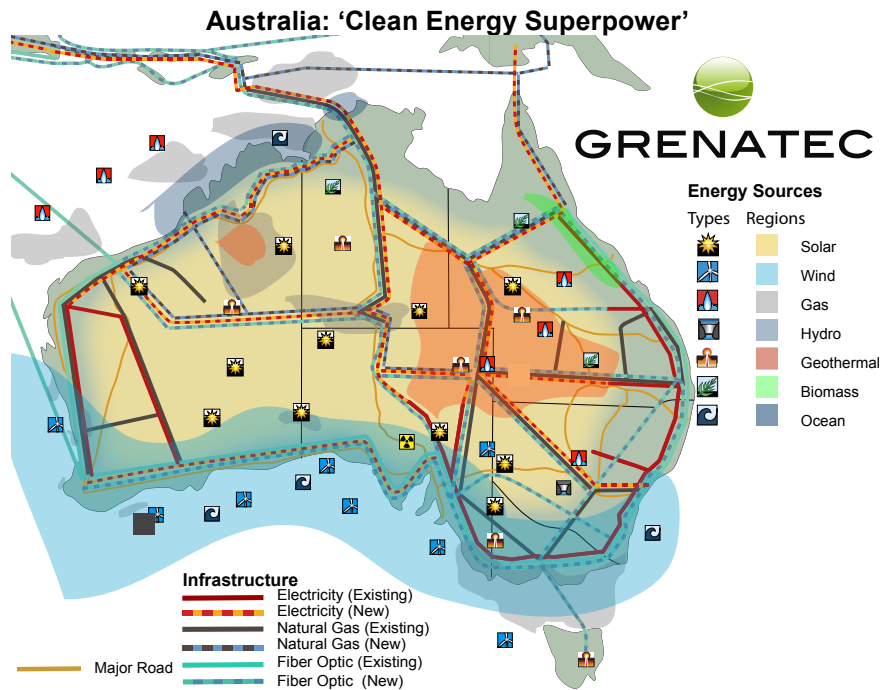 Australia: ‘Clean Energy Superpower’
GRENATEC
Energy Sources
Types Regions
Solar
Wind
Gas
Hydro
Geothermal
Biomass
Ocean
Infrastructure
Electricity (Existing)
Electricity (New)
Natural Gas (Existing)
Natural Gas (New)
Fiber Optic (Existing)
Fiber Optic (New)
Major Road